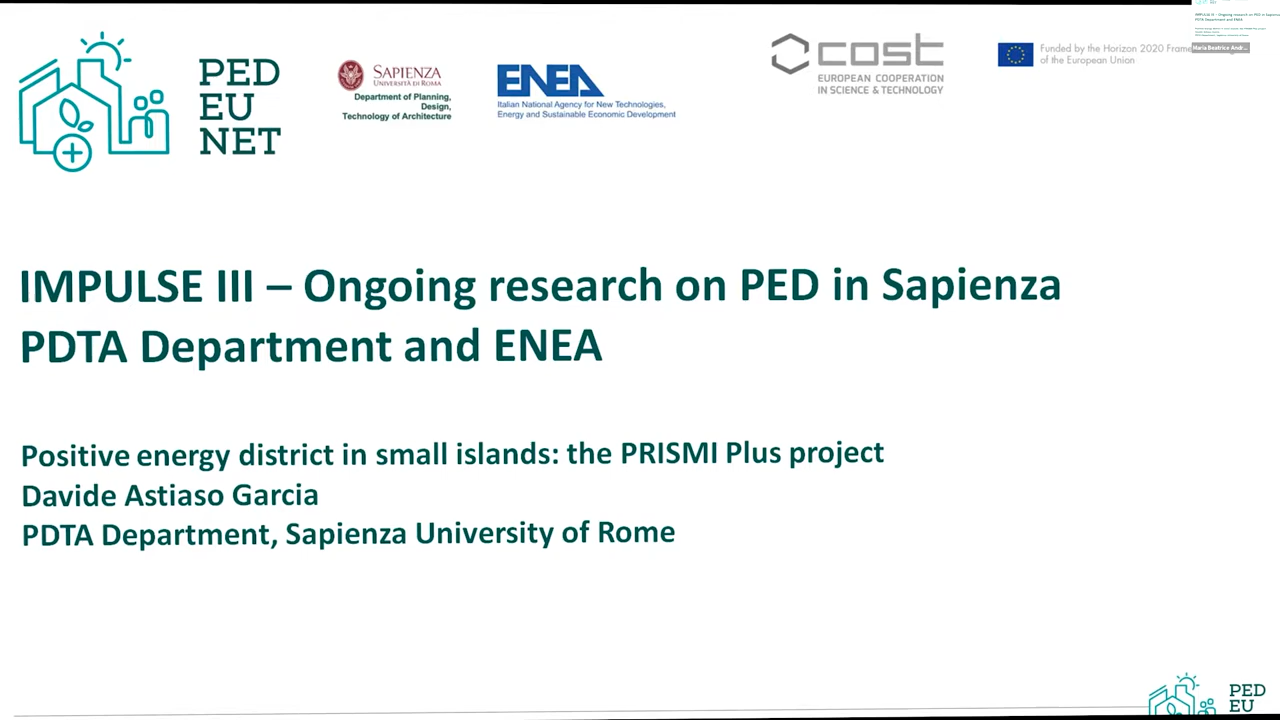 PED
EU
NET
SAPIENZA
UNIVERSITÀ DI ROMA
Department of Planning,
Design,
Technology of Architecture
ENEA
Italian National Agency for New Technologies,
Energy and Sustainable Economic Development
cost
EUROPEAN COOPERATION
IN SCIENCE & TECHNOLOGY
Funded by the Horizon 2020 Frame
of the European Union
Maria Beatrice Andr...
IMPULSE III – Ongoing research on PED in Sapienza
PDTA Department and ENEA
Positive energy district in small islands: the PRISMI Plus project
Davide Astiaso Garcia
PDTA Department, Sapienza University of Rome
PED
EU